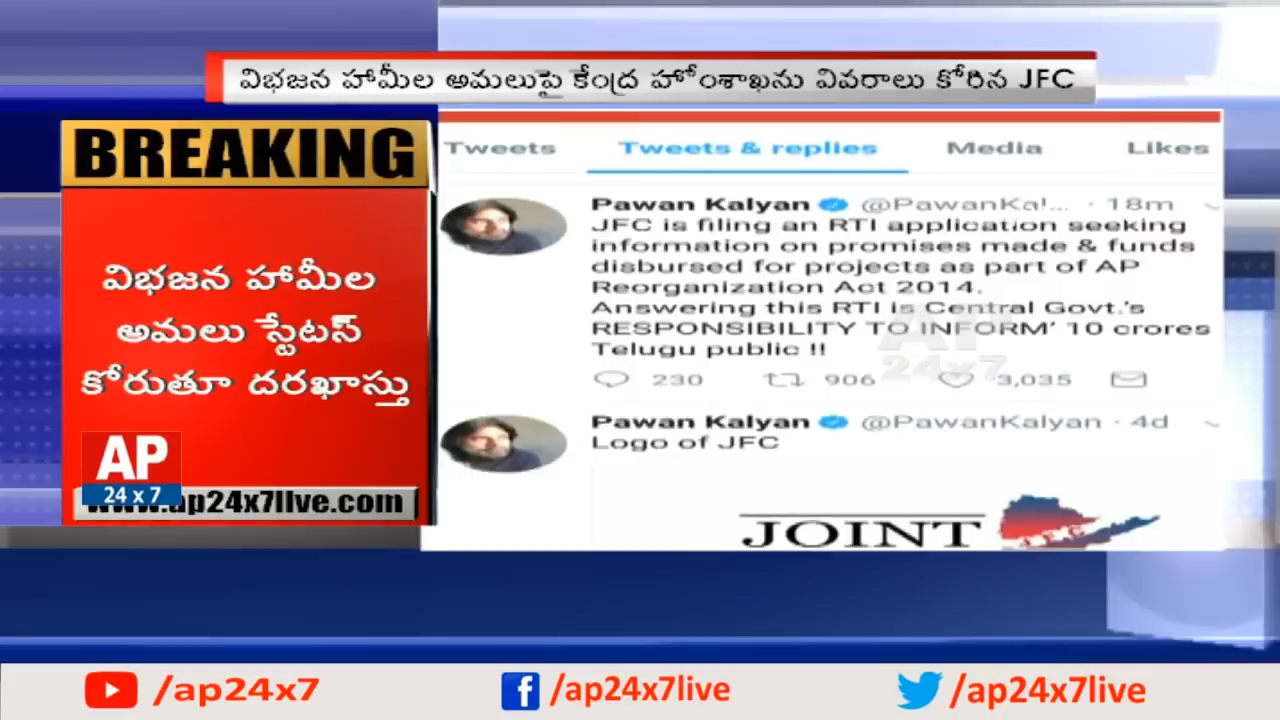 విభజన హామీల అమలుపై కేంద్ర హోంశాఖను వివరాలు కోరిన JFC
BREAKING
విభజన హామీల
అమలు స్టేటస్
కోరుతూ దరఖాస్తు
AP
24 x 7
www.ap24x7live.com
Tweets Tweets & replies Media Likes
Pawan Kalyan @PawanKal... · 18m
JFC is filing an RTI application seeking
information on promises made & funds
disbursed for projects as part of AP
Reorganization Act 2014.
Answering this RTI is Central Govt.'s
RESPONSIBILITY TO INFORM' 10 crores
Telugu public !!
230 906 3,035
AP
24x7
Pawan Kalyan @PawanKalyan · 4d
Logo of JFC
JOINT
/ap24x7 /ap24x7live /ap24x7live